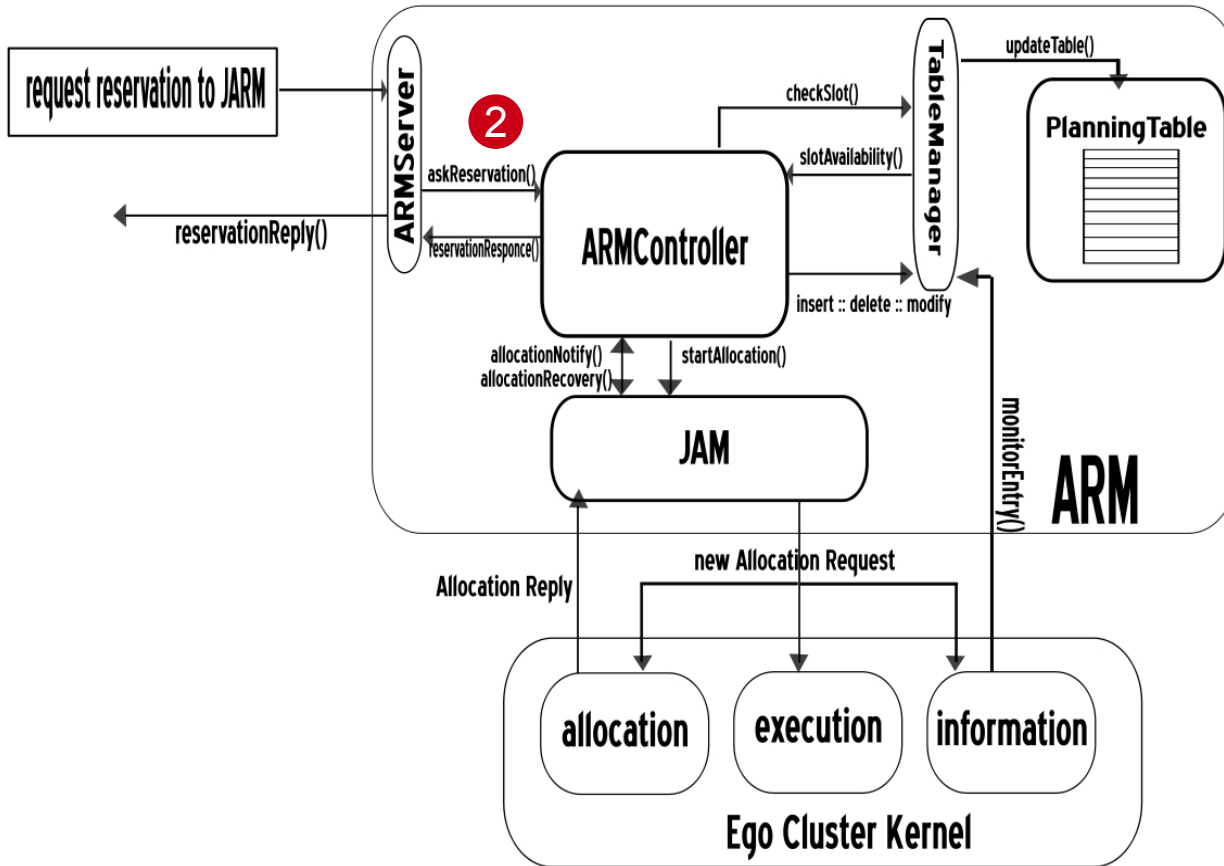 request reservation to JARM
ARMServer
2
askReservation()
reservationReply()
reservationResponce()
ARMController
checkSlot()
slotAvailability()
insert :: delete :: modify
TableManager
updateTable()
PlanningTable
allocationNotify()
allocationRecovery()
startAllocation()
JAM
monitorEntry()
ARM
Allocation Reply
new Allocation Request
allocation
execution
information
Ego Cluster Kernel